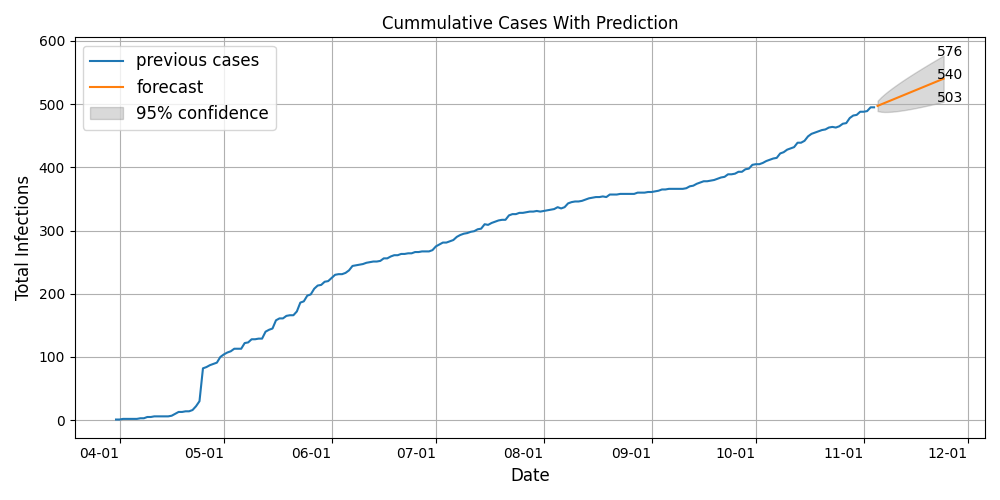 Cummulative Cases With Prediction
previous cases
forecast
95% confidence
576
540
503
600
500
400
300
200
100
0
Total Infections
04-01 05-01 06-01 07-01 08-01 09-01 10-01 11-01 12-01
Date